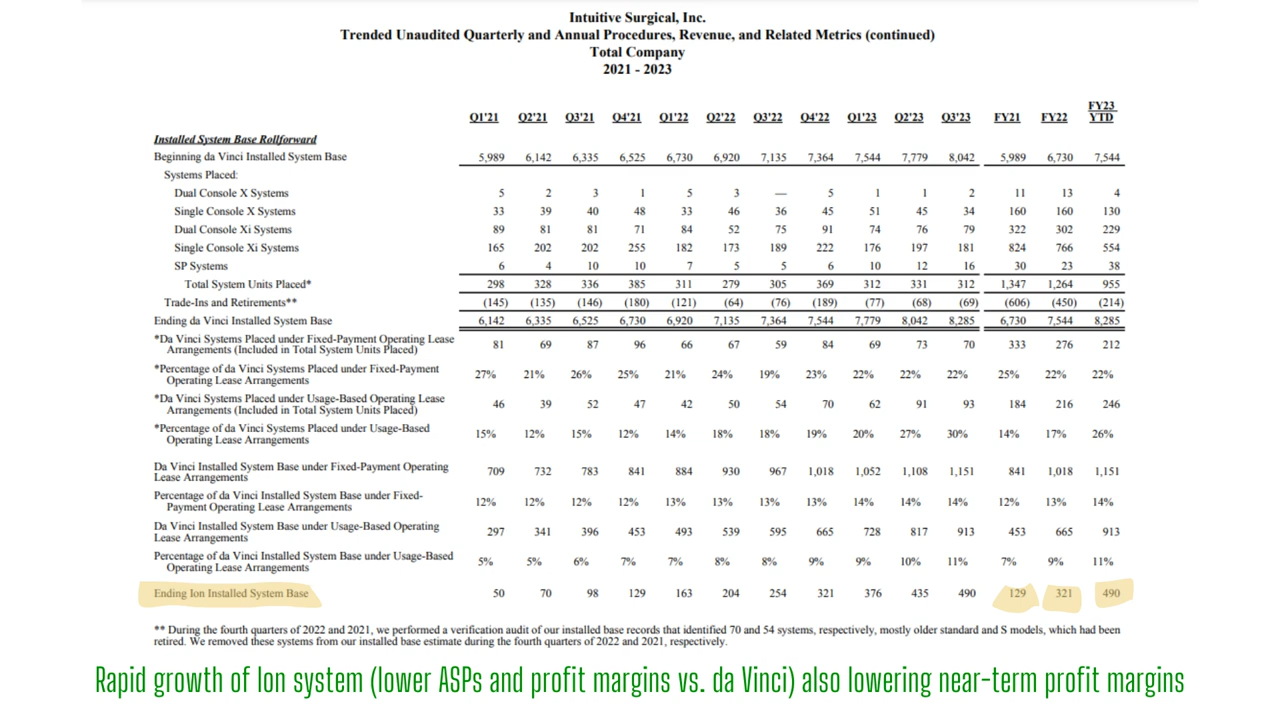 Intuitive Surgical, Inc.
Trended Unaudited Quarterly and Annual Procedures, Revenue, and Related Metrics (continued)
Total Company
2021 - 2023
FY23
Q1'21 Q2'21 Q3'21 Q4'21 Q1'22 Q2'22 Q3'22 Q4'22 Q1'23 Q2'23 Q3'23 FY21 FY22 YTD
Installed System Base Rollforward
Beginning da Vinci Installed System Base 5,989 6,142 6,335 6,525 6,730 6,920 7,135 7,364 7,544 7,779 8,042 5,989 6,730 7,544
Systems Placed:
Dual Console X Systems 5 2 3 1 5 3 — 5 1 1 2 11 13 4
Single Console X Systems 33 39 40 48 33 46 36 45 51 45 34 160 160 130
Dual Console Xi Systems 89 81 81 71 84 52 75 91 74 76 79 322 302 229
Single Console Xi Systems 165 202 202 255 182 173 189 222 176 197 181 824 766 554
SP Systems 6 4 10 10 7 5 5 6 10 12 16 30 23 38
Total System Units Placed* 298 328 336 385 311 279 305 369 312 331 312 1,347 1,264 955
Trade-Ins and Retirements** (145) (135) (146) (180) (121) (64) (76) (189) (77) (68) (69) (606) (450) (214)
Ending da Vinci Installed System Base 6,142 6,335 6,525 6,730 6,920 7,135 7,364 7,544 7,779 8,042 8,285 6,730 7,544 8,285
*Da Vinci Systems Placed under Fixed-Payment Operating Lease
Arrangements (Included in Total System Units Placed) 81 69 87 96 66 67 59 84 69 73 70 333 276 212
*Percentage of da Vinci Systems Placed under Fixed-Payment
Operating Lease Arrangements 27% 21% 26% 25% 21% 24% 19% 23% 22% 22% 22% 25% 22% 22%
*Da Vinci Systems Placed under Usage-Based Operating Lease
Arrangements (Included in Total System Units Placed) 46 39 52 47 42 50 54 70 62 91 93 184 216 246
*Percentage of da Vinci Systems Placed under Usage-Based
Operating Lease Arrangements 15% 12% 15% 12% 14% 18% 18% 19% 20% 27% 30% 14% 17% 26%
Da Vinci Installed System Base under Fixed-Payment Operating
Lease Arrangements 709 732 783 841 884 930 967 1,018 1,052 1,108 1,151 841 1,018 1,151
Percentage of da Vinci Installed System Base under Fixed-
Payment Operating Lease Arrangements 12% 12% 12% 12% 13% 13% 13% 13% 14% 14% 14% 12% 13% 14%
Da Vinci Installed System Base under Usage-Based Operating
Lease Arrangements 297 341 396 453 493 539 595 665 728 817 913 453 665 913
Percentage of da Vinci Installed System Base under Usage-Based
Operating Lease Arrangements 5% 5% 6% 7% 7% 8% 8% 9% 9% 10% 11% 7% 9% 11%
Ending Ion Installed System Base 50 70 98 129 163 204 254 321 376 435 490 129 321 490
** During the fourth quarters of 2022 and 2021, we performed a verification audit of our installed base records that identified 70 and 54 systems, respectively, mostly older standard and S models, which had been
retired. We removed these systems from our installed base estimate during the fourth quarters of 2022 and 2021, respectively.
Rapid growth of Ion system (lower ASPs and profit margins vs. da Vinci) also lowering near-term profit margins